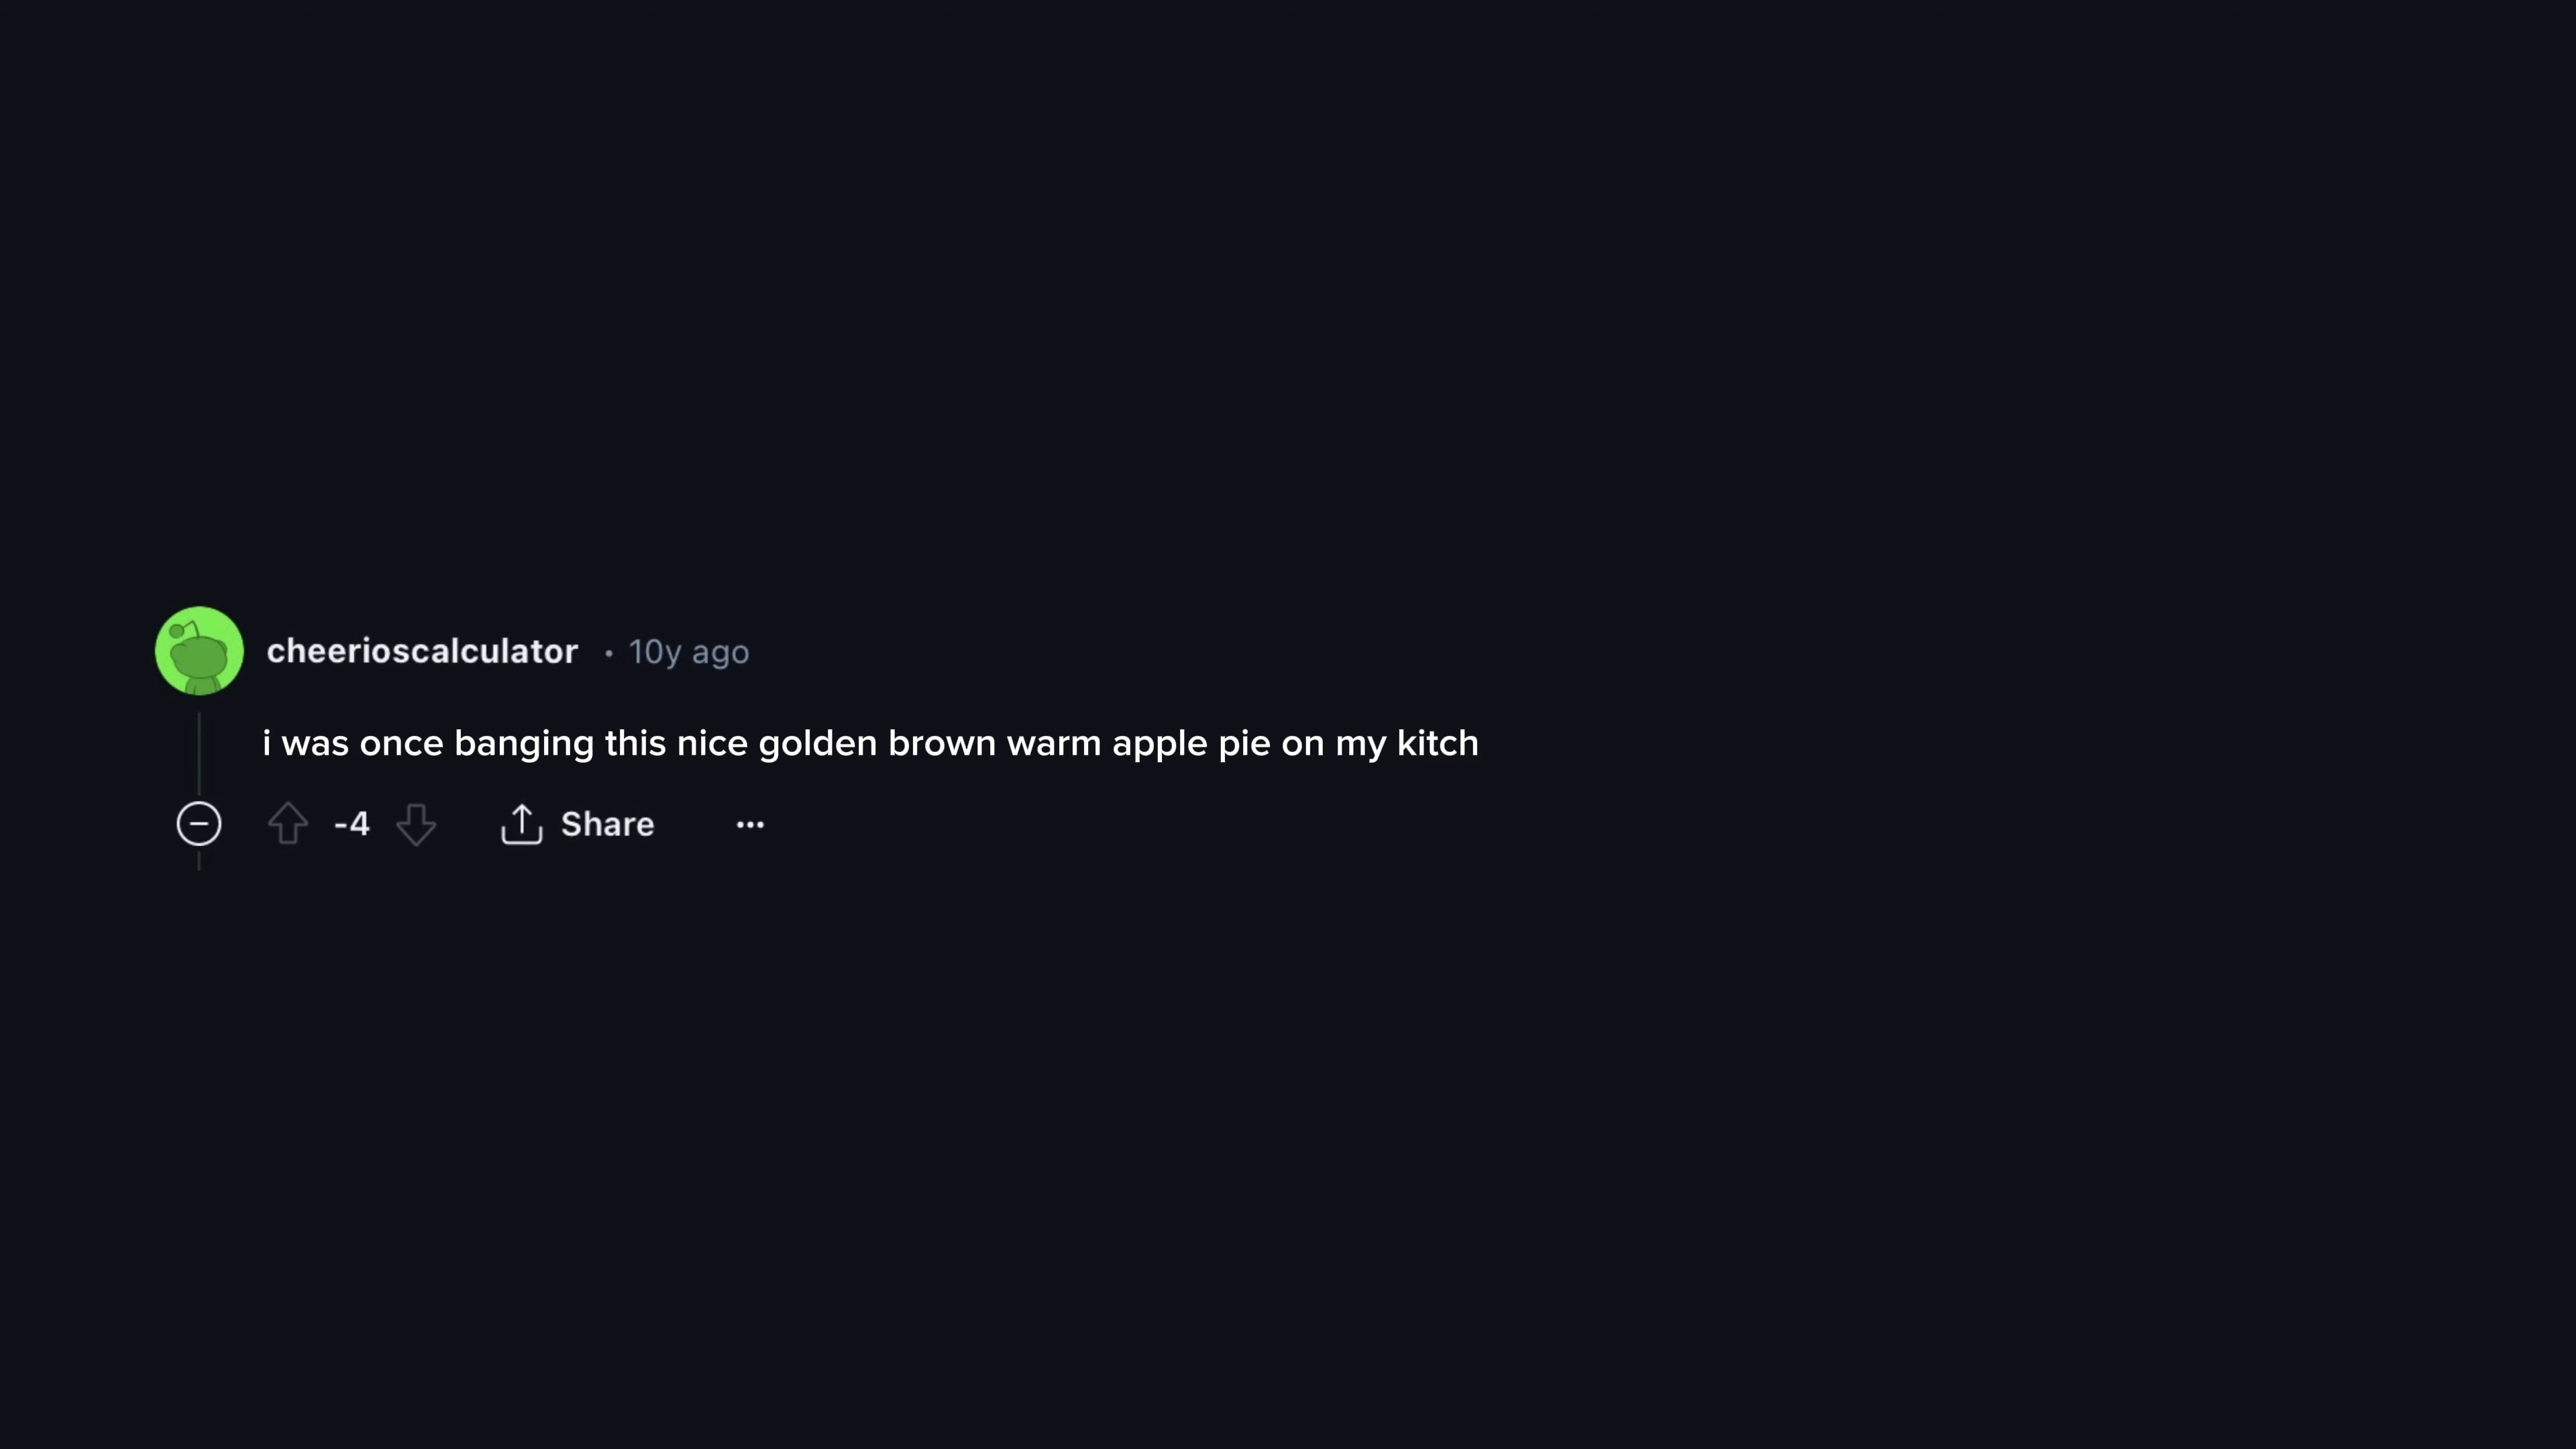 cheerioscalculator • 10y ago
i was once banging this nice golden brown warm apple pie on my kitch
-4 Share ...